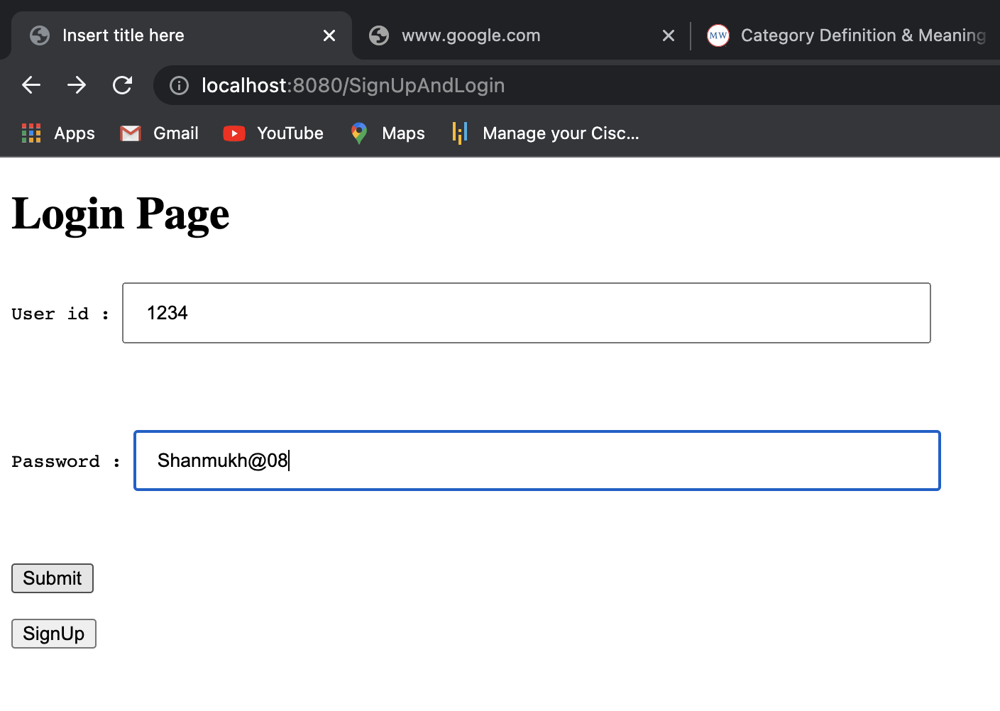 Insert title here
www.google.com
MW Category Definition & Meaning
localhost:8080/SignUpAndLogin
Apps Gmail YouTube Maps Manage your Cisc...
Login Page
User id : 1234
Password : Shanmukh@08
Submit
SignUp